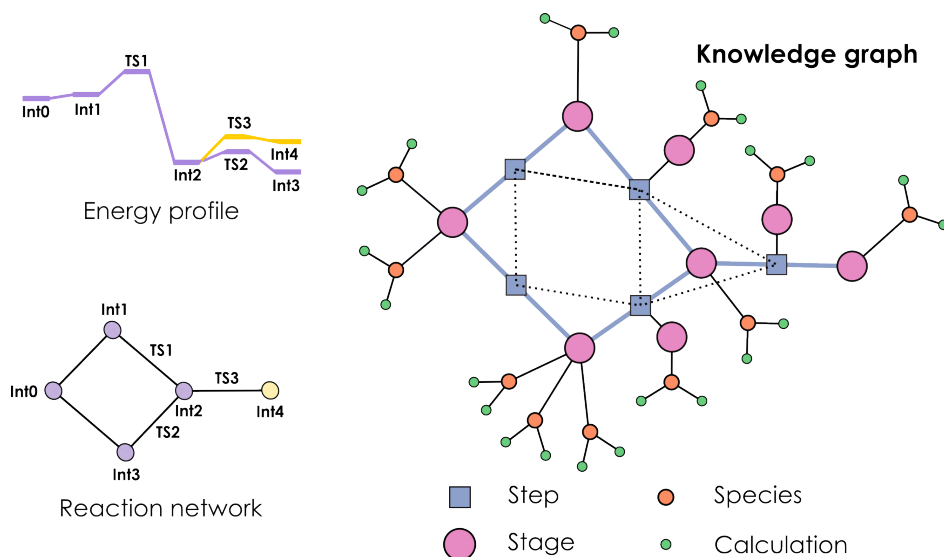 Knowledge graph
TS1
Int0
Int1
TS3
Int2
TS2
Int4
Int3
Energy profile
Int1
TS1
Int0
TS3
Int2
Int4
TS2
Int3
Reaction network
Step
Species
Stage
Calculation